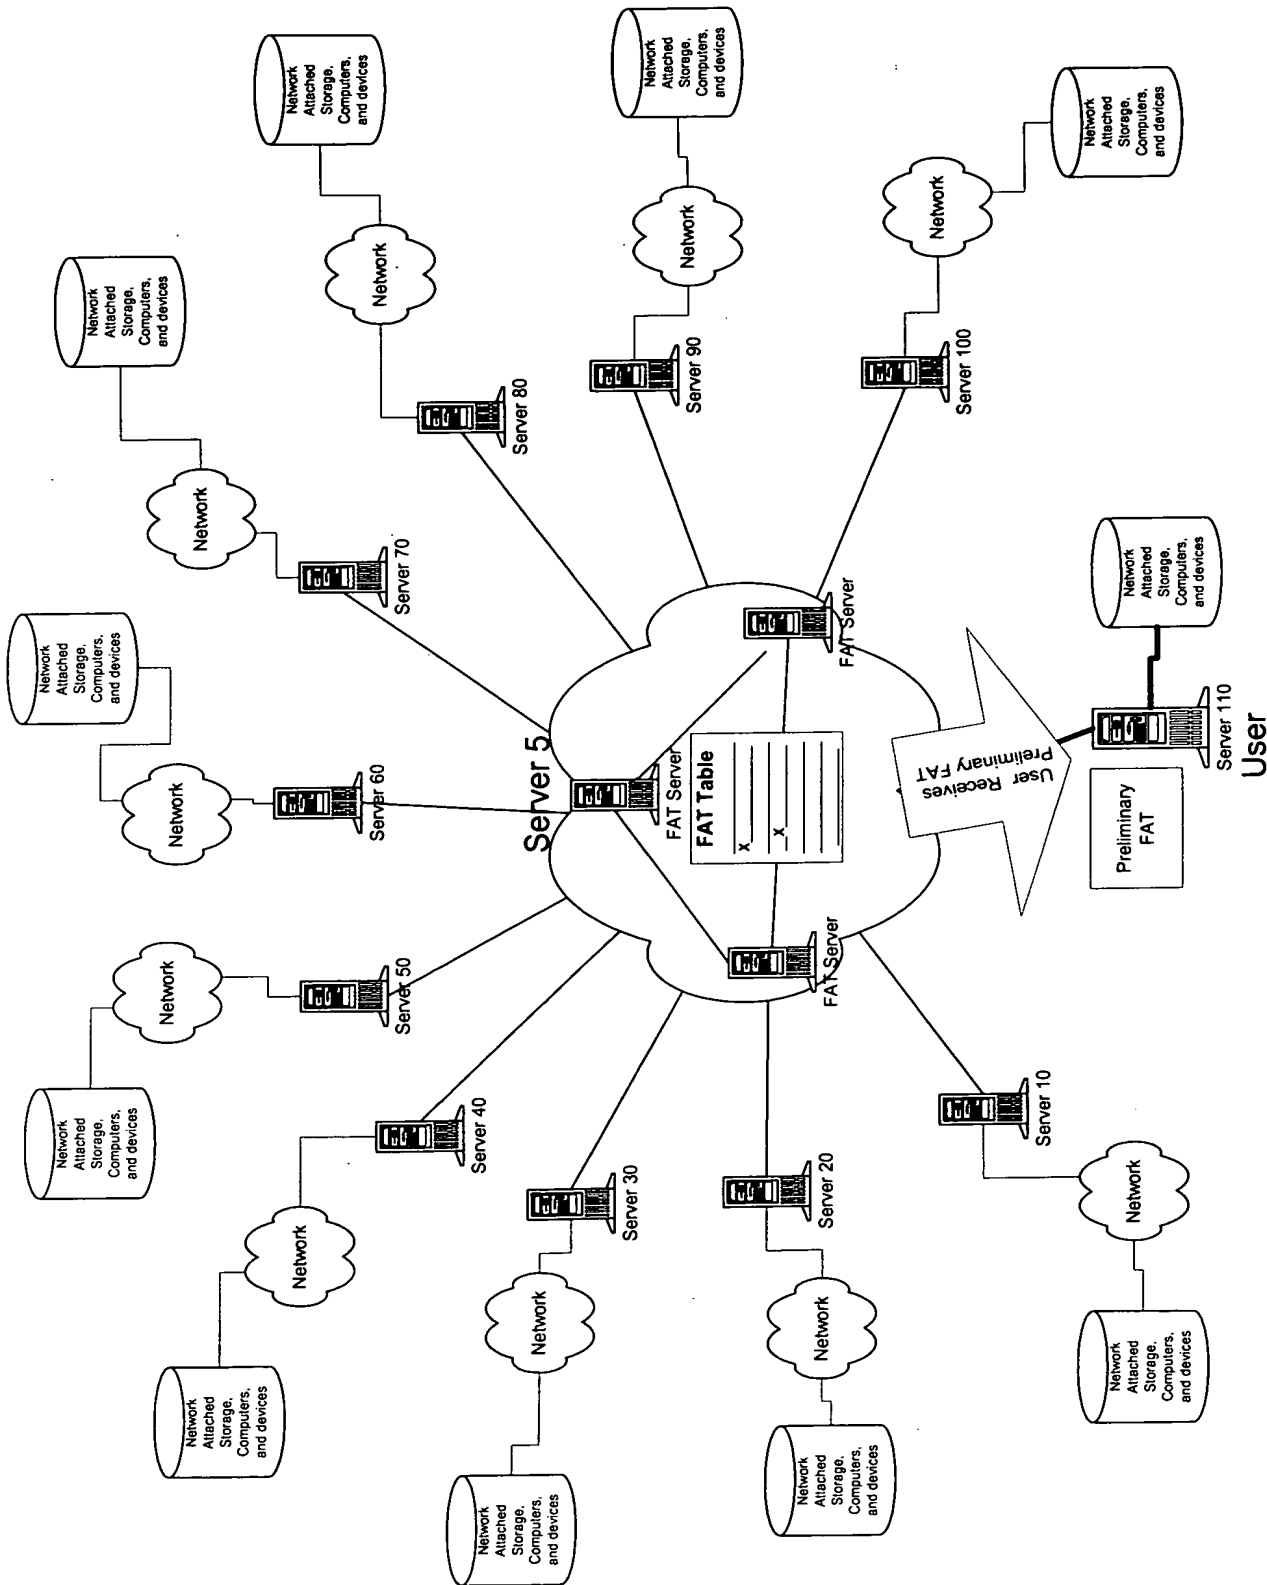 Network
Attached
Storage,
Computers,
and devices
Network
Server 60
Network
Attached
Storage,
Computers,
and devices
Network
Server 50
Network
Attached
Storage,
Computers,
and devices
Network
Server 70
Network
Attached
Storage,
Computers,
and devices
Network
Server 40
Network
Attached
Storage,
Computers,
and devices
Network
Server 80
Network
Attached
Storage,
Computers,
and devices
Network
Server 30
Network
Attached
Storage,
Computers,
and devices
Network
Server 90
Server 5
FAT Server
FAT Table
x
x
FAT Server
FAT Server
Network
Attached
Storage,
Computers,
and devices
Network
Server 20
Network
Attached
Storage,
Computers,
and devices
Network
Server 100
Network
Attached
Storage,
Computers,
and devices
Network
Server 10
User Receives
Preliminary FAT
Preliminary
FAT
Network
Attached
Storage,
Computers,
and devices
Server 110
User